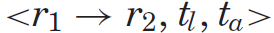 <r₁ → r₂, tₗ, tₐ>